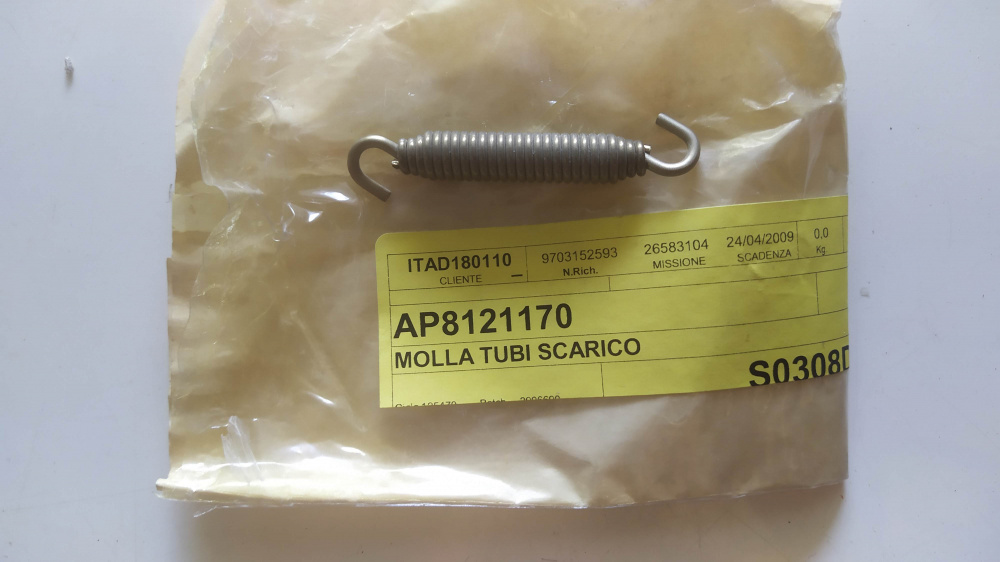 ITAD180110 9703152593 26583104 24/04/2009 0,0
CLIENTE _ N.Rich. MISSIONE SCADENZA Kg
AP8121170
MOLLA TUBI SCARICO
S0308D